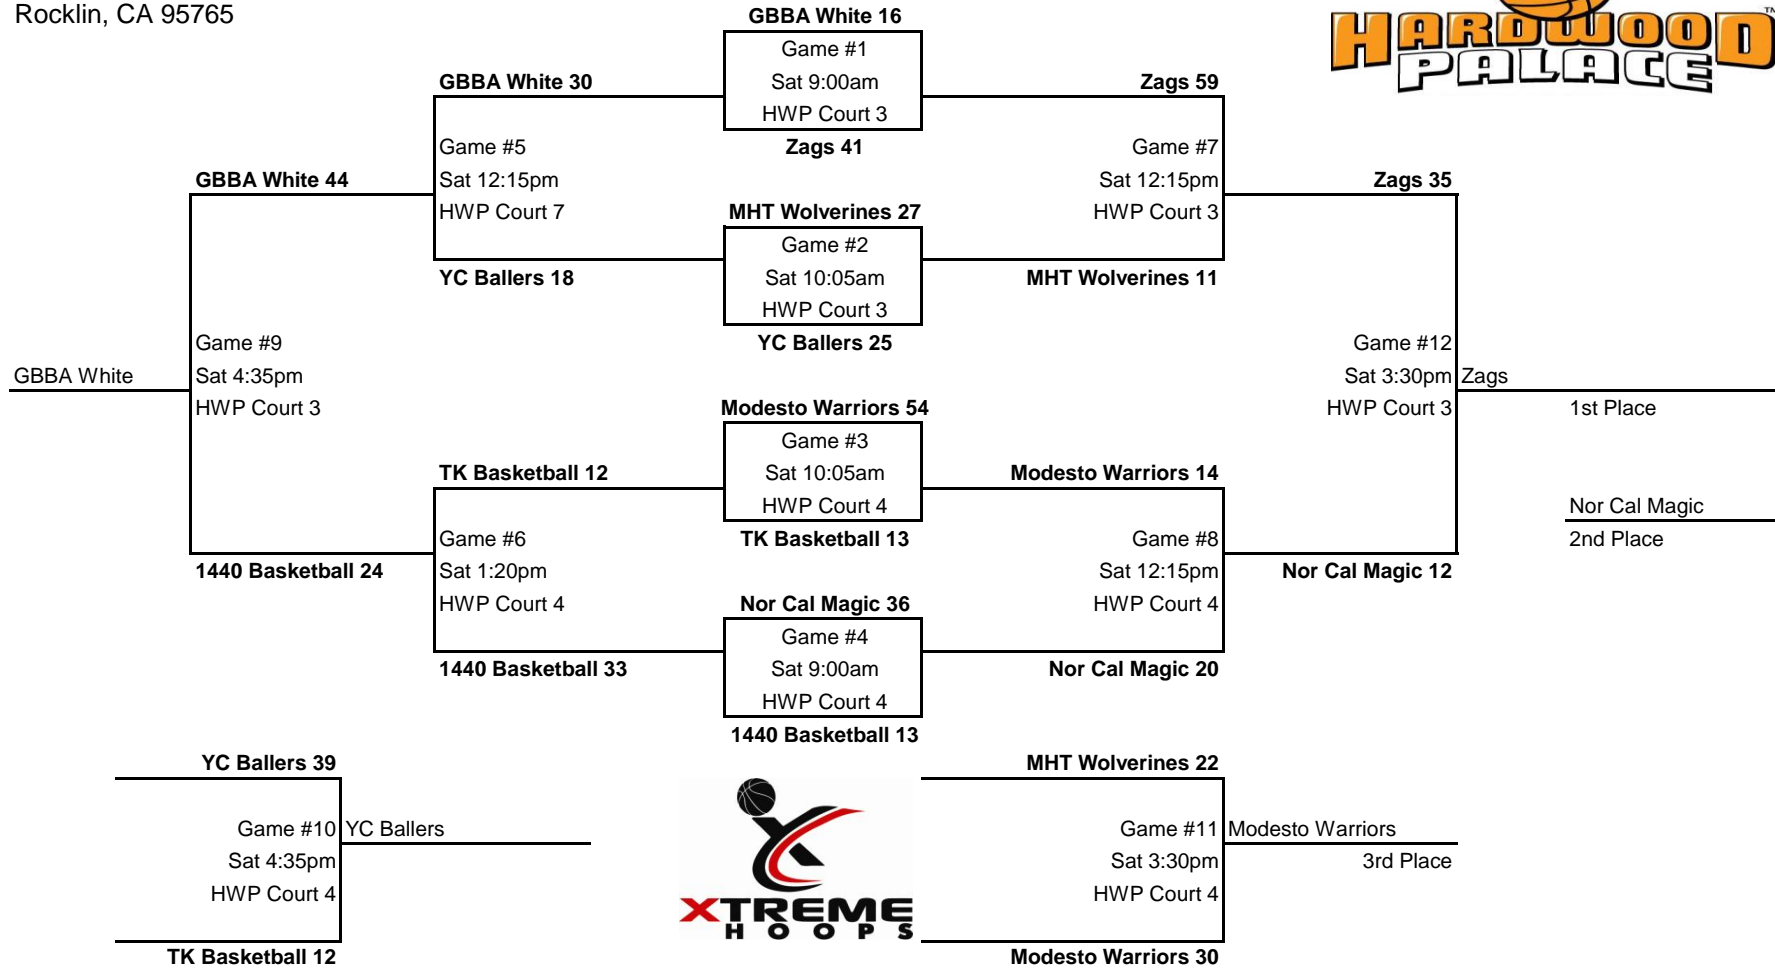 Rocklin, CA 95765
HARDWOOD PALACE TM
GBBA White 16
Game #1
Sat 9:00am
HWP Court 3
Zags 41
GBBA White 30
Game #5
Sat 12:15pm
HWP Court 7
YC Ballers 18
Zags 59
Game #7
Sat 12:15pm
HWP Court 3
MHT Wolverines 11
MHT Wolverines 27
Game #2
Sat 10:05am
HWP Court 3
YC Ballers 25
GBBA White 44
Game #9
Sat 4:35pm
HWP Court 3
1440 Basketball 24
GBBA White
Zags 35
Game #12
Sat 3:30pm
HWP Court 3
Nor Cal Magic 12
Zags
1st Place
Nor Cal Magic
2nd Place
Modesto Warriors 54
Game #3
Sat 10:05am
HWP Court 4
TK Basketball 13
TK Basketball 12
Game #6
Sat 1:20pm
HWP Court 4
1440 Basketball 33
Modesto Warriors 14
Game #8
Sat 12:15pm
HWP Court 4
Nor Cal Magic 20
Nor Cal Magic 36
Game #4
Sat 9:00am
HWP Court 4
1440 Basketball 13
YC Ballers 39
Game #10
Sat 4:35pm
HWP Court 4
TK Basketball 12
YC Ballers
XTREME
HOOPS
MHT Wolverines 22
Game #11
Sat 3:30pm
HWP Court 4
Modesto Warriors 30
Modesto Warriors
3rd Place